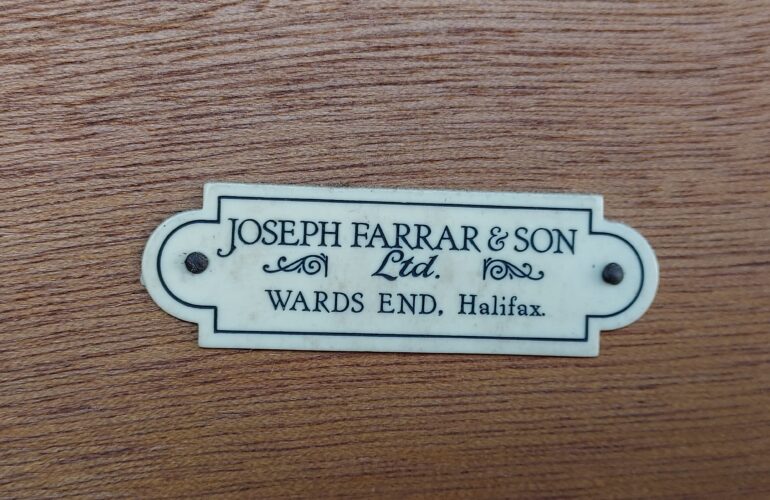 JOSEPH FARRAR & SON
Ltd.
WARDS END, Halifax.